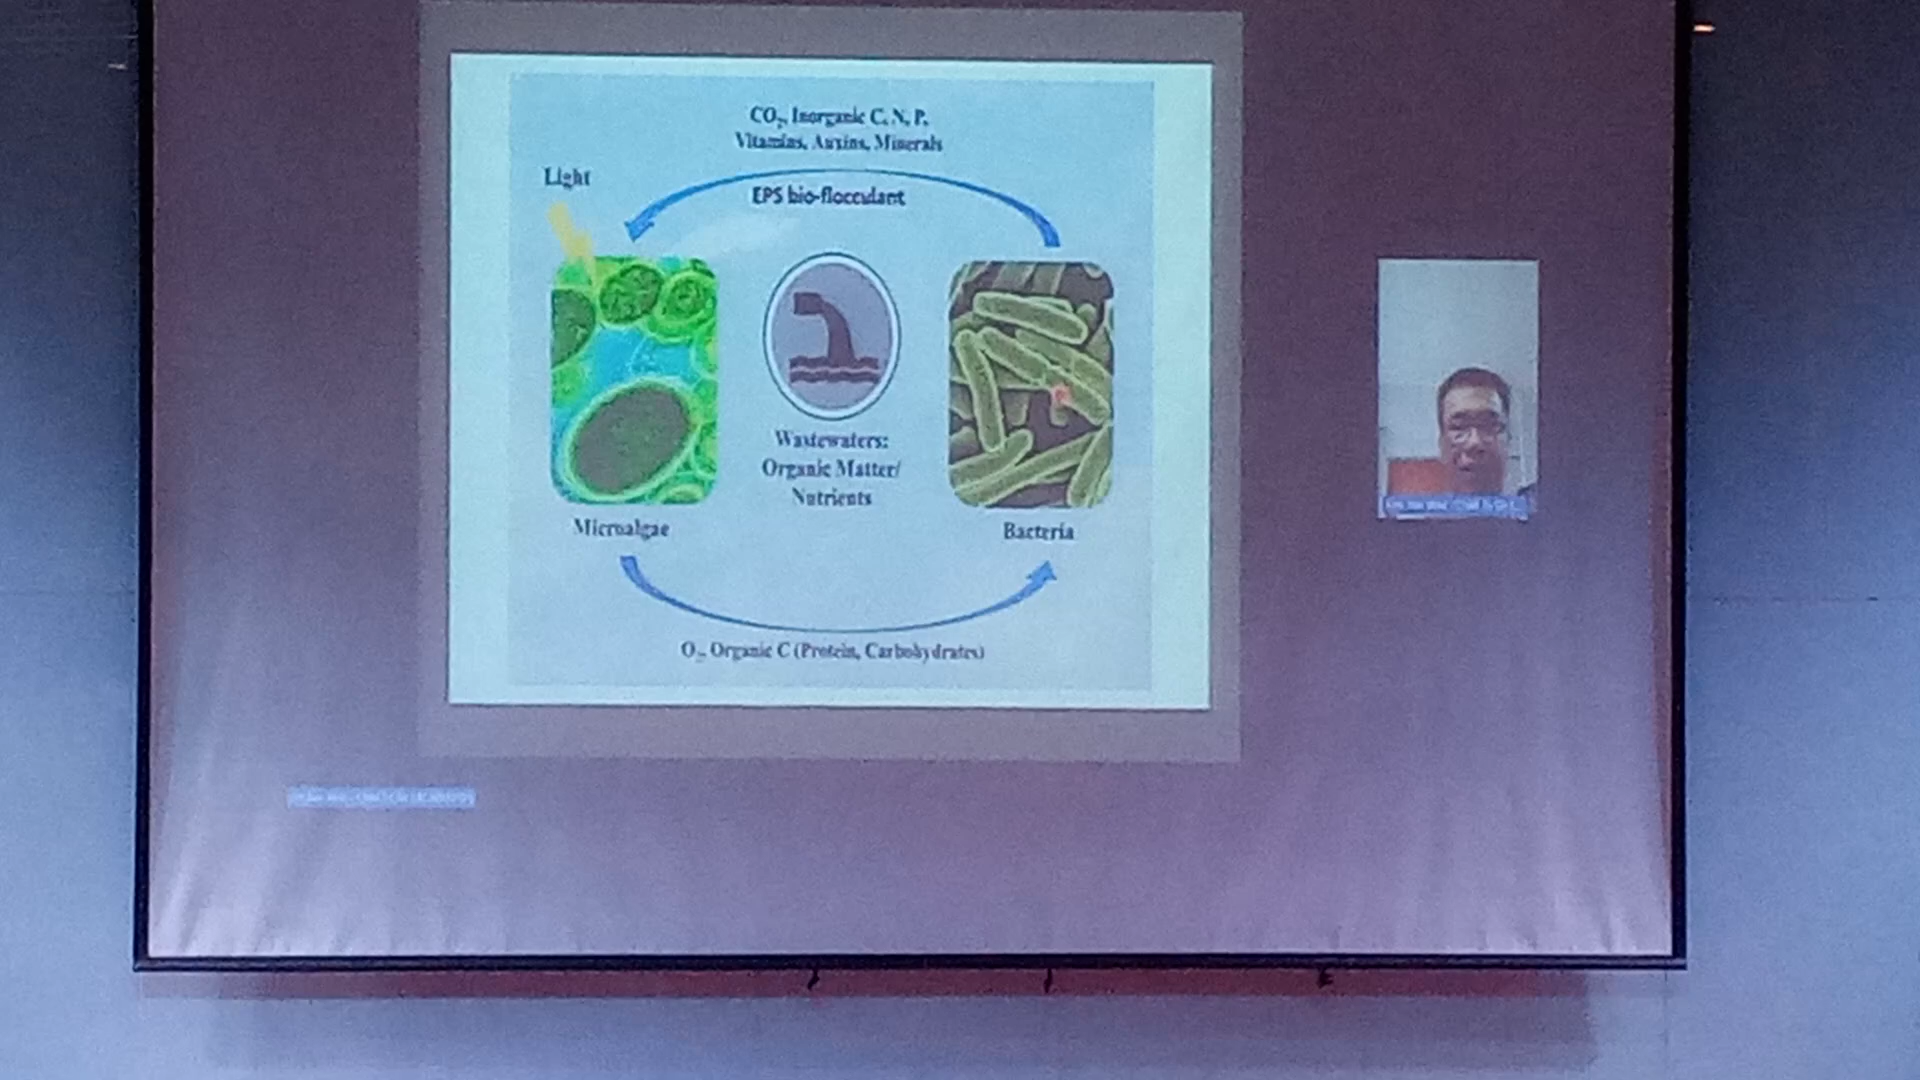 CO₂, Inorganic C, N, P,
Vitamins, Auxins, Minerals
Light
EPS bio-flocculant
Wastewaters:
Organic Matter/
Nutrients
Microalgae
Bacteria
O₂, Organic C (Protein, Carbohydrates)